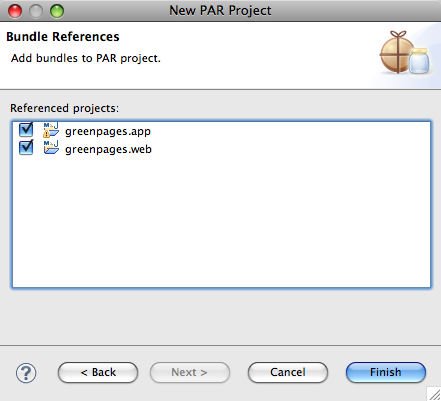 New PAR Project
Bundle References
Add bundles to PAR project.
Referenced projects:
greenpages.app
greenpages.web
? < Back Next > Cancel Finish